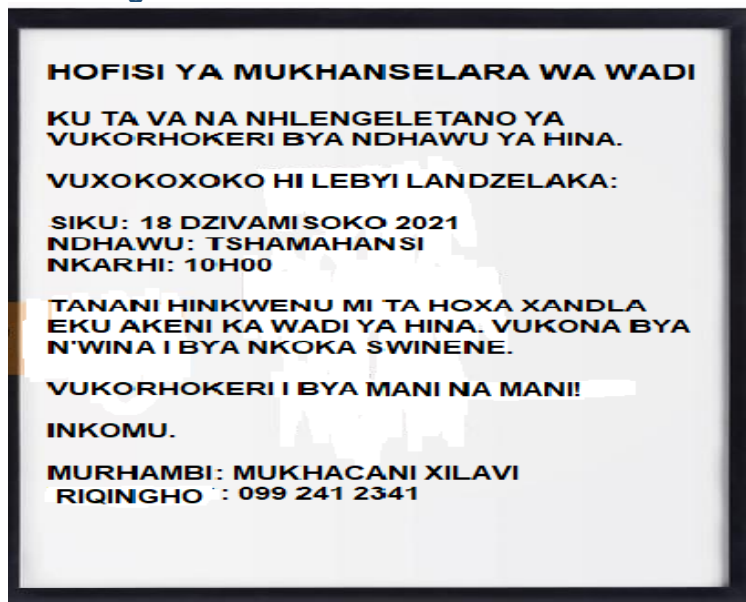 HOFISI YA MUKHANSELARA WA WADI
KU TA VA NA NHLENGELETANO YA
VUKORHOKERI BYA NDHAWU YA HINA.
VUXOKOXOKO HI LEBYI LANDZELAKA:
SIKU: 18 DZIVAMISOKO 2021
NDHAWU: TSHAMAHANSI
NKARHI: 10H00
TANANI HINKWENU MI TA HOXA XANDLA
EKU AKENI KA WADI YA HINA. VUKONA BYA
N'WINA I BYA NKOKA SWINENE.
VUKORHOKERI I BYA MANI NA MANI!
INKOMU.
MURHAMBI: MUKHACANI XILAVI
RIQINGHO : 099 241 2341